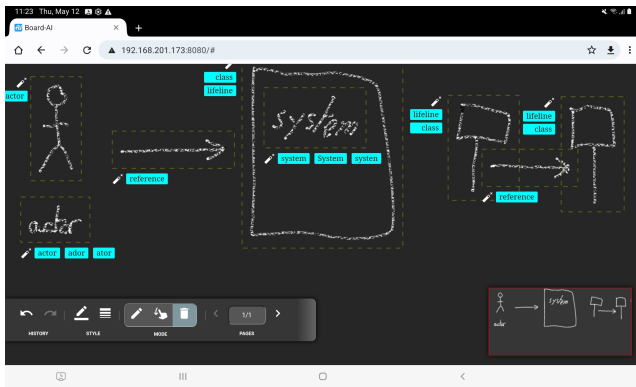 11:23 Thu, May 12
Board-AI
192.168.201.173:8080/#
actor
class
lifeline
system
system System systen
reference
lifeline
class
lifeline
class
reference
actor
actor ador ator
1/1
HISTORY STYLE MODE PAGES
system
actor